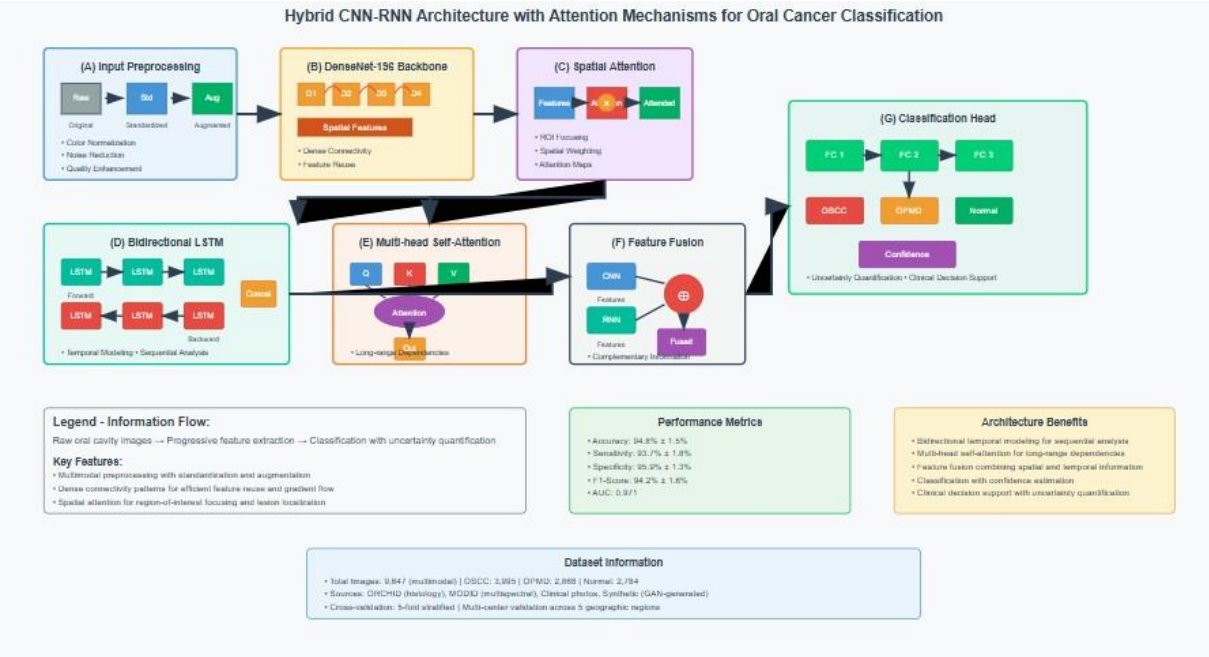 Hybrid CNN-RNN Architecture with Attention Mechanisms for Oral Cancer Classification
(A) Input Preprocessing
Raw
Std
Aug
Original
Standardized
Augmented
• Color Normalization
• Noise Reduction
• Quality Enhancement
(B) DenseNet-196 Backbone
D1
D2
D3
D4
Spatial Features
• Dense Connectivity
• Feature Reuse
(C) Spatial Attention
Features
×
Attended
• ROI Focusing
• Spatial Weighting
• Attention Maps
(D) Bidirectional LSTM
LSTM
LSTM
LSTM
Forward
LSTM
LSTM
LSTM
Backward
Concat
• Temporal Modeling • Sequential Analysis
(E) Multi-head Self-Attention
Q
K
V
Attention
Out
• Long-range Dependencies
(F) Feature Fusion
CNN
Features
RNN
Features
⊕
Fused
• Complementary Information
(G) Classification Head
FC 1
FC 2
FC 3
OSCC
OPMD
Normal
Confidence
• Uncertainty Quantification • Clinical Decision Support
Legend - Information Flow:
Raw oral cavity images → Progressive feature extraction → Classification with uncertainty quantification
Key Features:
• Multimodal preprocessing with standardization and augmentation
• Dense connectivity patterns for efficient feature reuse and gradient flow
• Spatial attention for region-of-interest focusing and lesion localization
Performance Metrics
• Accuracy: 94.8% ± 1.5%
• Sensitivity: 93.7% ± 1.8%
• Specificity: 95.9% ± 1.3%
• F1-Score: 94.2% ± 1.6%
• AUC: 0.971
Architecture Benefits
• Bidirectional temporal modeling for sequential analysis
• Multi-head self-attention for long-range dependencies
• Feature fusion combining spatial and temporal information
• Classification with confidence estimation
• Clinical decision support with uncertainty quantification
Dataset Information
• Total Images: 9,647 (multimodal) | OSCC: 3,995 | OPMD: 2,868 | Normal: 2,784
• Sources: ORCHID (histology), MODID (multispectral), Clinical photos, Synthetic (GAN-generated)
• Cross-validation: 5-fold stratified | Multi-center validation across 5 geographic regions